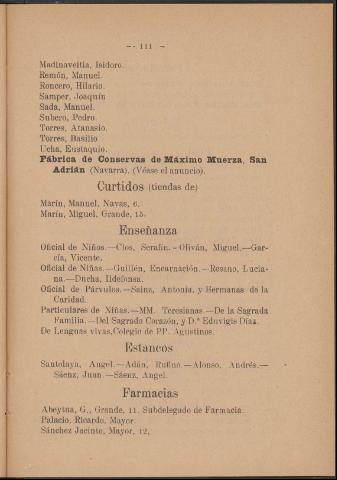 — 111 —
Madinaveitia, Isidoro.
Remón, Manuel.
Roncero, Hilario.
Samper, Joaquín
Sada, Manuel.
Subero, Pedro.
Torres, Atanasio.
Torres, Basilio
Ucha, Eustaquio.
Fábrica de Conservas de Máximo Muerza, San
Adrián (Navarra). (Véase el anuncio).
Curtidos (tiendas de)
Marín, Manuel, Navas, 6.
Marín, Miguel, Grande, 15.
Enseñanza
Oficial de Niños.—Clos, Serafín.-Oliván, Miguel.—Gar-
cía, Vicente.
Oficial de Niñas.—Guillén, Encarnación.—Resano, Lucia-
na.—Ducha, Ildefonsa.
Oficial de Párvulos.—Sainz, Antonia. y Hermanas de la
Caridad.
Particulares de Niñas.—MM. Teresianas.—De la Sagrada
Familia.—Del Sagrado Corazón, y D.ª Eduvigis Díaz.
De Lenguas vivas, Colegio de PP. Agustinos.
Estancos
Santolaya, Angel.—Adán, Rufino.—Alonso, Andrés.—
Sáenz, Juan.—Sáenz, Angel.
Farmacias
Abeytua, G., Grande, 11. Subdelegado de Farmacia.
Palacio, Ricardo, Mayor.
Sánchez Jacinto, Mayor, 12,